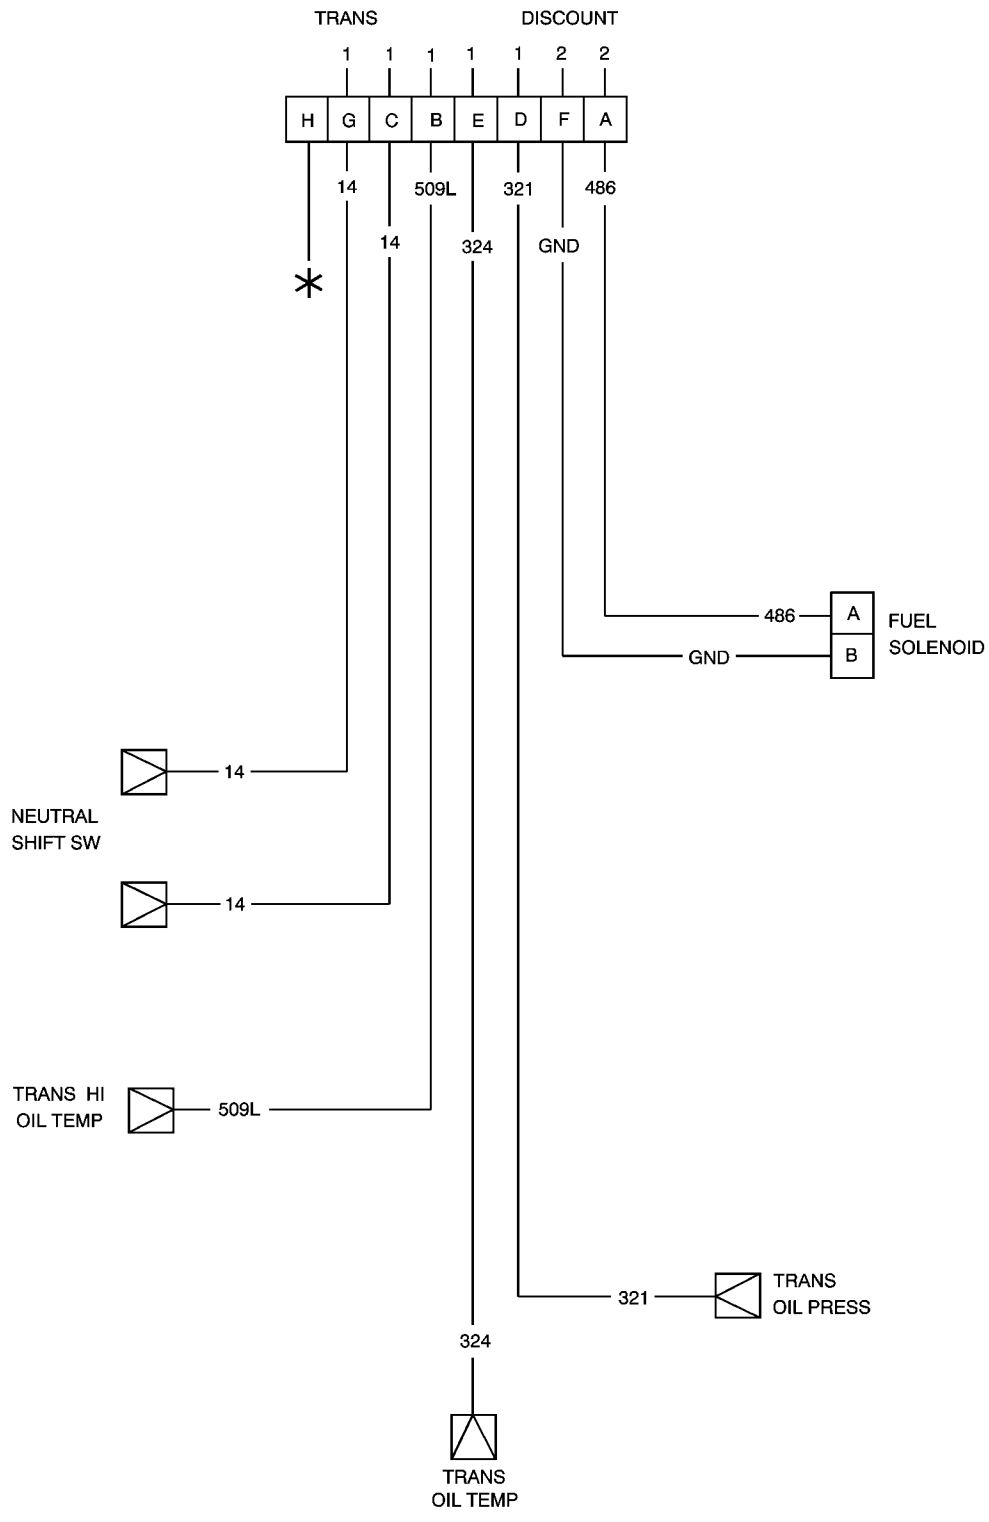 TRANS DISCOUNT
1 1 1 1 1 2 2
H G C B E D F A
14 509L 321 486
14 324 GND
486 A FUEL
SOLENOID
GND B
14
NEUTRAL
SHIFT SW
14
TRANS HI
OIL TEMP
509L
TRANS
OIL PRESS
321
324
TRANS
OIL TEMP